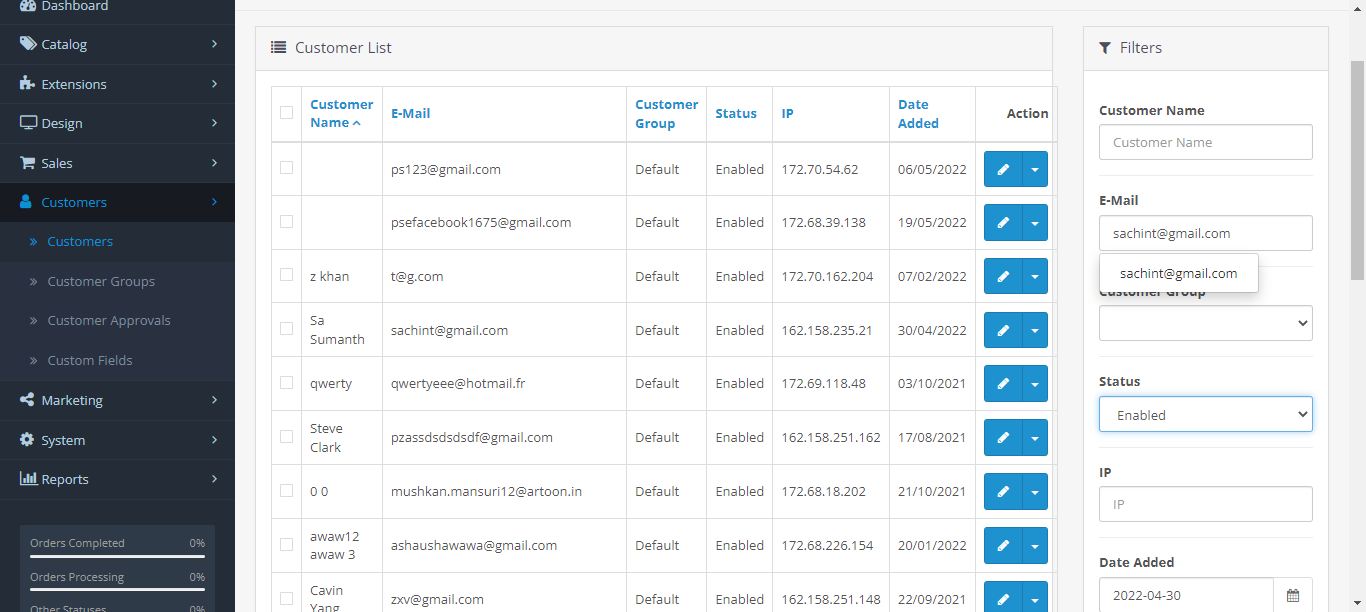 Dashboard
Catalog
Extensions
Design
Sales
Customers
Customers
Customer Groups
Customer Approvals
Custom Fields
Marketing
System
Reports
Orders Completed 0%
Orders Processing 0%
Other Statuses 0%
Customer List
Customer Name E-Mail Customer Group Status IP Date Added Action
ps123@gmail.com Default Enabled 172.70.54.62 06/05/2022
psefacebook1675@gmail.com Default Enabled 172.68.39.138 19/05/2022
z khan t@g.com Default Enabled 172.70.162.204 07/02/2022
Sa Sumanth sachint@gmail.com Default Enabled 162.158.235.21 30/04/2022
qwerty qwertyeee@hotmail.fr Default Enabled 172.69.118.48 03/10/2021
Steve Clark pzassdsdsdsdf@gmail.com Default Enabled 162.158.251.162 17/08/2021
0 0 mushkan.mansuri12@artoon.in Default Enabled 172.68.18.202 21/10/2021
awaw12 awaw 3 ashaushawawa@gmail.com Default Enabled 172.68.226.154 20/01/2022
Cavin Yang zxv@gmail.com Default Enabled 162.158.251.148 22/09/2021
Filters
Customer Name
Customer Name
E-Mail
sachint@gmail.com
sachint@gmail.com
Customer Group
Status
Enabled
IP
IP
Date Added
2022-04-30